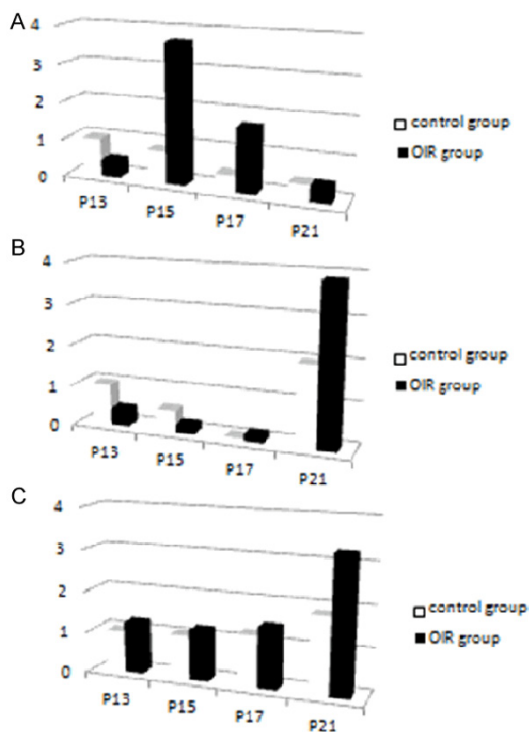 A
4
3
2
1
0
P13
P15
P17
P21
control group
OIR group
B
4
3
2
1
0
P13
P15
P17
P21
control group
OIR group
C
4
3
2
1
0
P13
P15
P17
P21
control group
OIR group